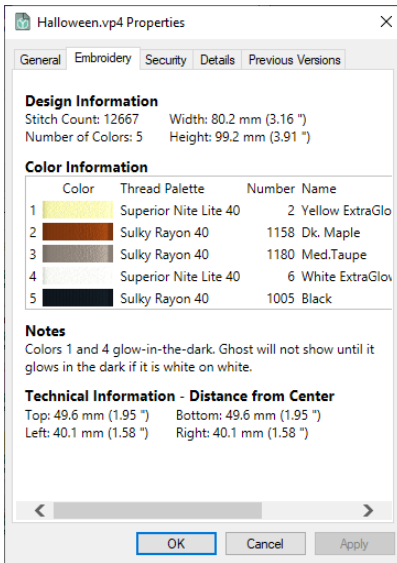 Halloween.vp4 Properties
General Embroidery Security Details Previous Versions
Design Information
Stitch Count: 12667 Width: 80.2 mm (3.16 ")
Number of Colors: 5 Height: 99.2 mm (3.91 ")
Color Information
Color Thread Palette Number Name
1 Superior Nite Lite 40 2 Yellow ExtraGlo
2 Sulky Rayon 40 1158 Dk. Maple
3 Sulky Rayon 40 1180 Med.Taupe
4 Superior Nite Lite 40 6 White ExtraGlow
5 Sulky Rayon 40 1005 Black
Notes
Colors 1 and 4 glow-in-the-dark. Ghost will not show until it
glows in the dark if it is white on white.
Technical Information - Distance from Center
Top: 49.6 mm (1.95 ") Bottom: 49.6 mm (1.95 ")
Left: 40.1 mm (1.58 ") Right: 40.1 mm (1.58 ")
OK Cancel Apply